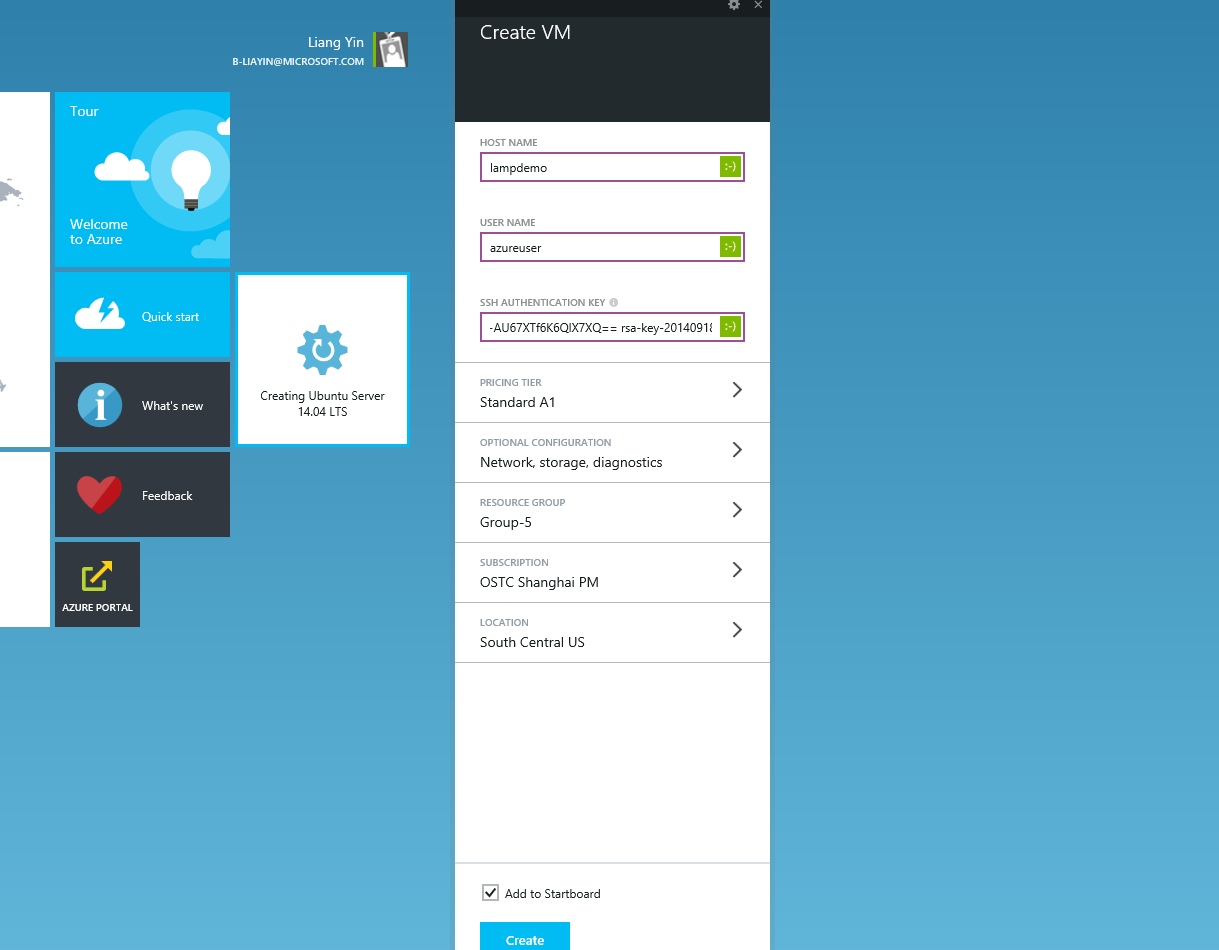 Liang Yin
B-LIAYIN@MICROSOFT.COM
Tour
Welcome
to Azure
Quick start
What's new
Feedback
AZURE PORTAL
Creating Ubuntu Server
14.04 LTS
Create VM
HOST NAME
lampdemo
:-)
USER NAME
azureuser
:-)
SSH AUTHENTICATION KEY
+AU67XTf6K6QIX7XQ== rsa-key-20140918
:-)
PRICING TIER
Standard A1
OPTIONAL CONFIGURATION
Network, storage, diagnostics
RESOURCE GROUP
Group-5
SUBSCRIPTION
OSTC Shanghai PM
LOCATION
South Central US
Add to Startboard
Create